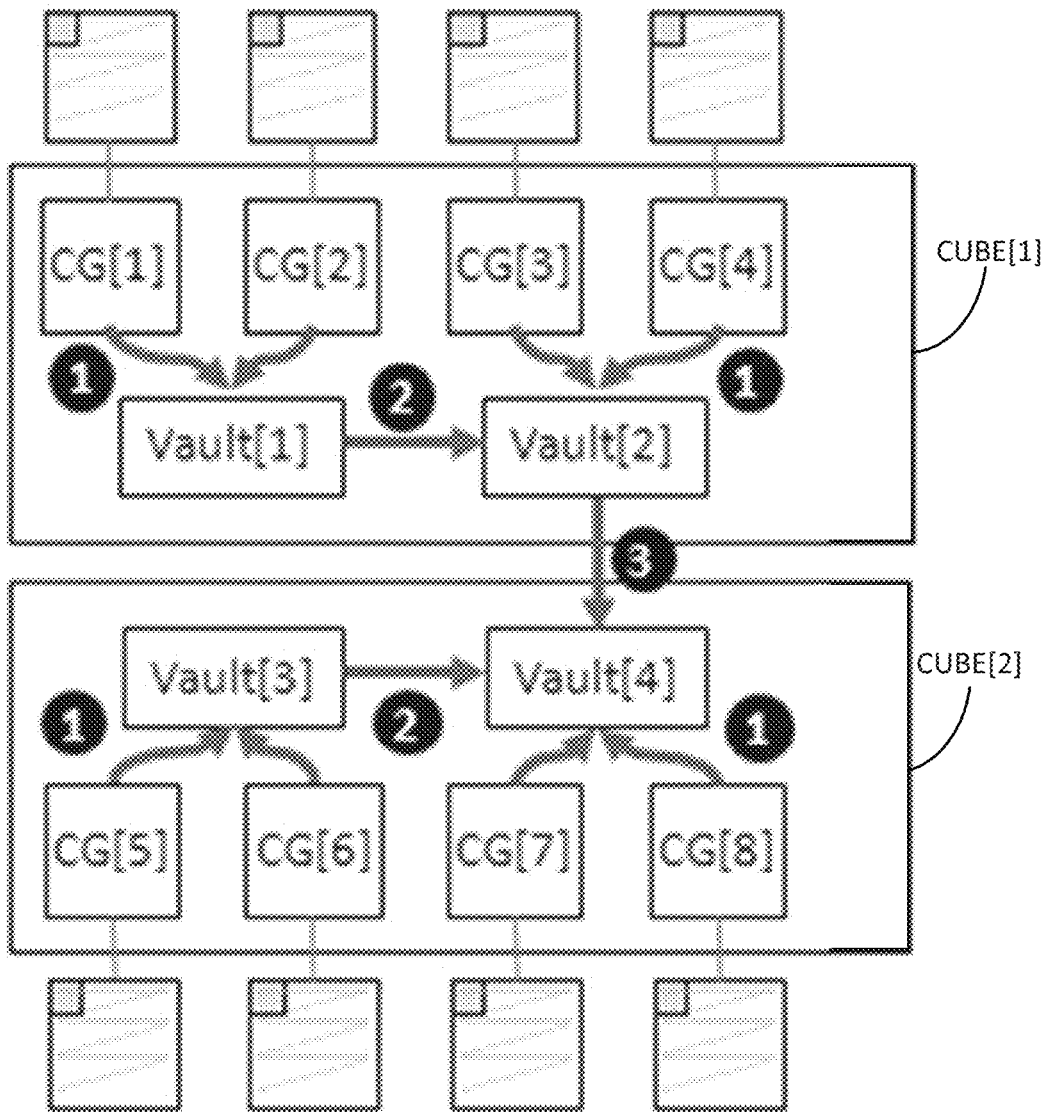 CG[1] CG[2] CG[3] CG[4]
CUBE[1]
1 2 1
Vault[1] Vault[2]
3
Vault[3] Vault[4]
CUBE[2]
1 2 1
CG[5] CG[6] CG[7] CG[8]